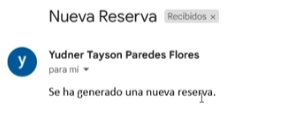 Nueva Reserva Recibidos x
y
Yudner Tayson Paredes Flores
para mí
Se ha generado una nueva reserva.